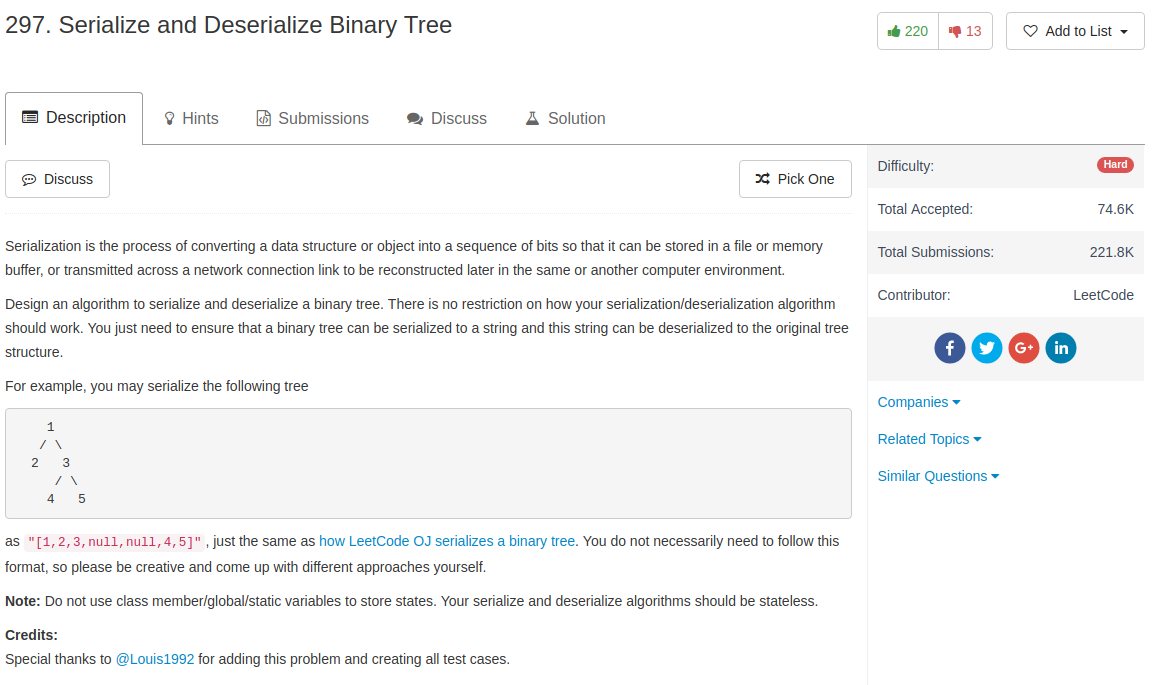 297. Serialize and Deserialize Binary Tree
220 13 Add to List
Description Hints Submissions Discuss Solution
Discuss Pick One
Serialization is the process of converting a data structure or object into a sequence of bits so that it can be stored in a file or memory
buffer, or transmitted across a network connection link to be reconstructed later in the same or another computer environment.
Design an algorithm to serialize and deserialize a binary tree. There is no restriction on how your serialization/deserialization algorithm
should work. You just need to ensure that a binary tree can be serialized to a string and this string can be deserialized to the original tree
structure.
For example, you may serialize the following tree
    1
   / \
  2   3
     / \
    4   5
as "[1,2,3,null,null,4,5]", just the same as how LeetCode OJ serializes a binary tree. You do not necessarily need to follow this
format, so please be creative and come up with different approaches yourself.
Note: Do not use class member/global/static variables to store states. Your serialize and deserialize algorithms should be stateless.
Credits:
Special thanks to @Louis1992 for adding this problem and creating all test cases.
Difficulty: Hard
Total Accepted: 74.6K
Total Submissions: 221.8K
Contributor: LeetCode
f G+ in
Companies
Related Topics
Similar Questions